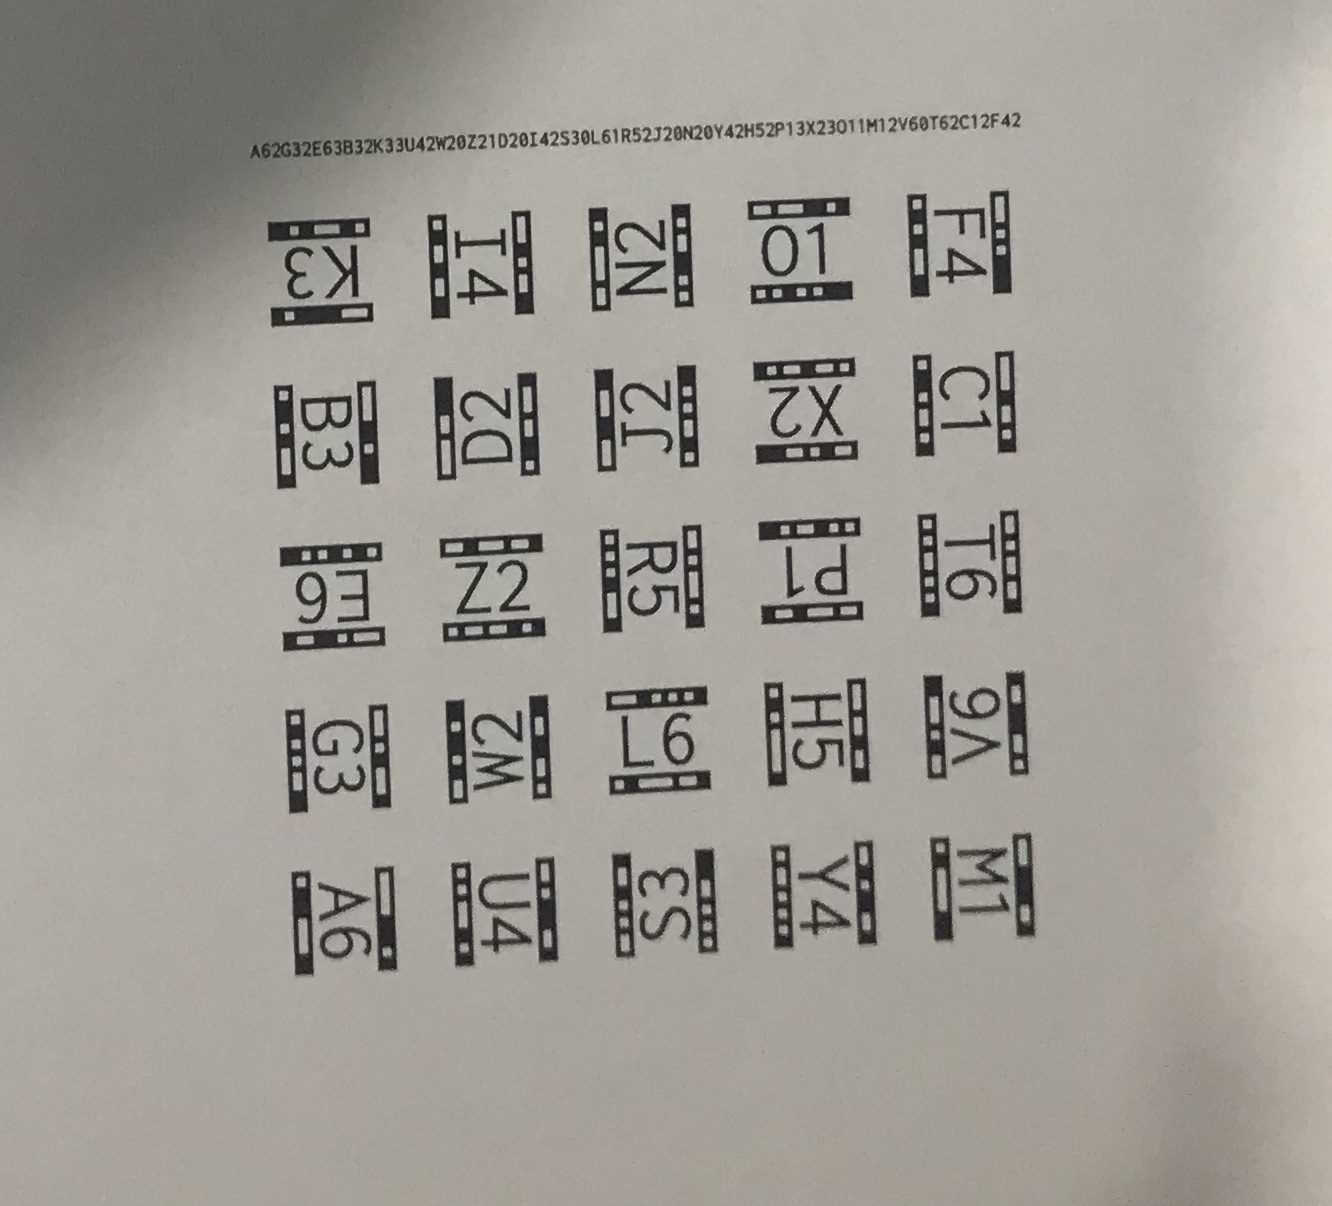 A62G32E63B32K33U42W20Z21D20I42S30L61R52J20N20Y42H52P13X23O11M12V60T62C12F42
K3 I4 N2 O1 F4
B3 D2 J2 X2 C1
E6 Z2 R5 P1 T6
G3 W2 L6 H5 V6
A6 U4 S3 Y4 M1